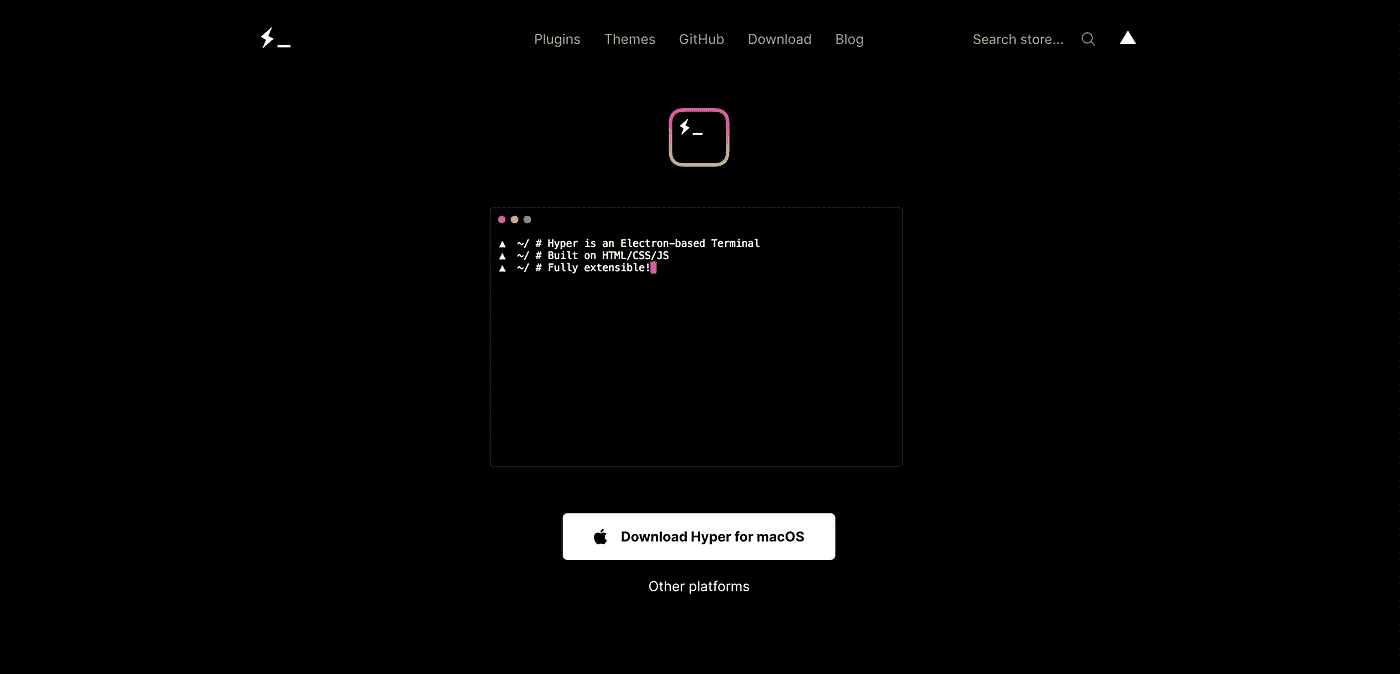 Plugins Themes GitHub Download Blog Search store...
▲ ~/ # Hyper is an Electron-based Terminal
▲ ~/ # Built on HTML/CSS/JS
▲ ~/ # Fully extensible!
Download Hyper for macOS
Other platforms